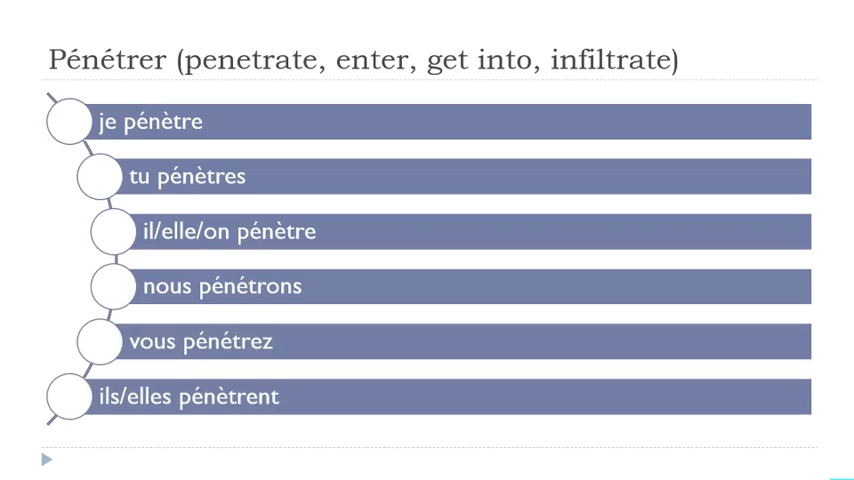 Pénétrer (penetrate, enter, get into, infiltrate)
je pénètre
tu pénètres
il/elle/on pénètre
nous pénétrons
vous pénétrez
ils/elles pénètrent